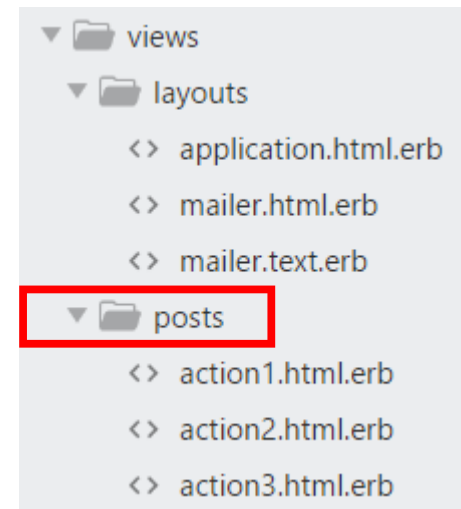 views
layouts
<> application.html.erb
<> mailer.html.erb
<> mailer.text.erb
posts
<> action1.html.erb
<> action2.html.erb
<> action3.html.erb